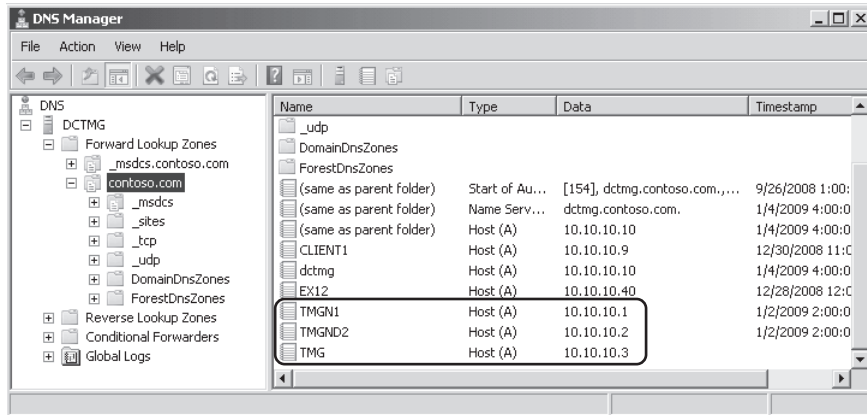 DNS Manager
File Action View Help
DNS
DCTMG
Forward Lookup Zones
_msdcs.contoso.com
contoso.com
_msdcs
_sites
_tcp
_udp
DomainDnsZones
ForestDnsZones
Reverse Lookup Zones
Conditional Forwarders
Global Logs
Name Type Data Timestamp
_udp
DomainDnsZones
ForestDnsZones
(same as parent folder) Start of Au... [154], dctmg.contoso.com.,... 9/26/2008 1:00:
(same as parent folder) Name Serv... dctmg.contoso.com. 1/4/2009 4:00:0
(same as parent folder) Host (A) 10.10.10.10 1/4/2009 4:00:0
CLIENT1 Host (A) 10.10.10.9 12/30/2008 11:0
dctmg Host (A) 10.10.10.10 1/4/2009 4:00:0
EX12 Host (A) 10.10.10.40 12/28/2008 12:0
TMGN1 Host (A) 10.10.10.1 1/2/2009 2:00:0
TMGND2 Host (A) 10.10.10.2 1/2/2009 2:00:0
TMG Host (A) 10.10.10.3